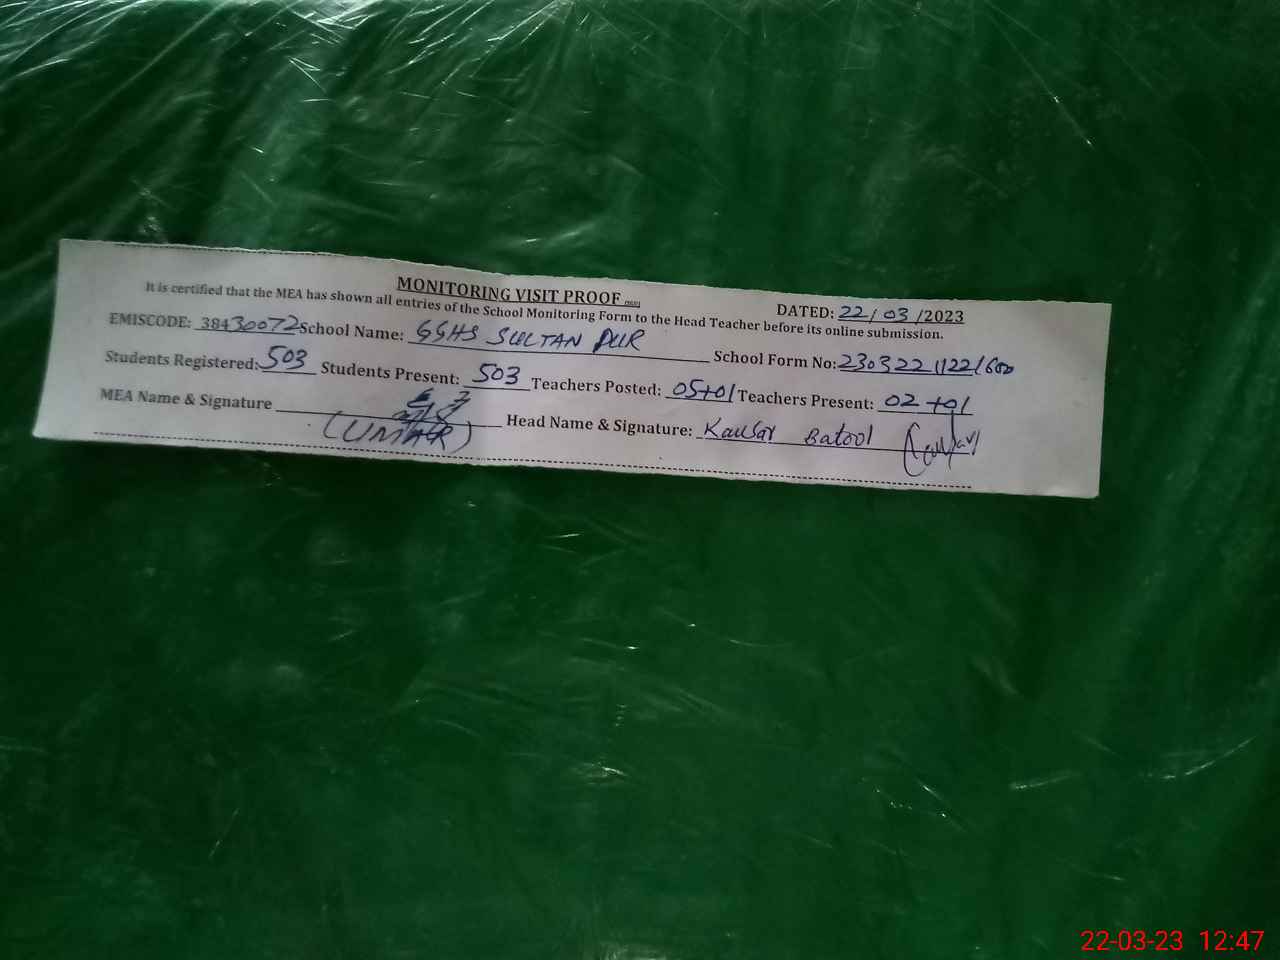 MONITORING VISIT PROOF
DATED: 22/03/2023
It is certified that the MEA has shown all entries of the School Monitoring Form to the Head Teacher before its online submission.
EMISCODE: 38430072 School Name: GGHS SULTAN PUR School Form No: 230322
Students Registered: 503 Students Present: 503 Teachers Posted: 05+01 Teachers Present: 02+01
MEA Name & Signature Head Name & Signature: Kausar Batool
(UMAR)
22-03-23 12:47